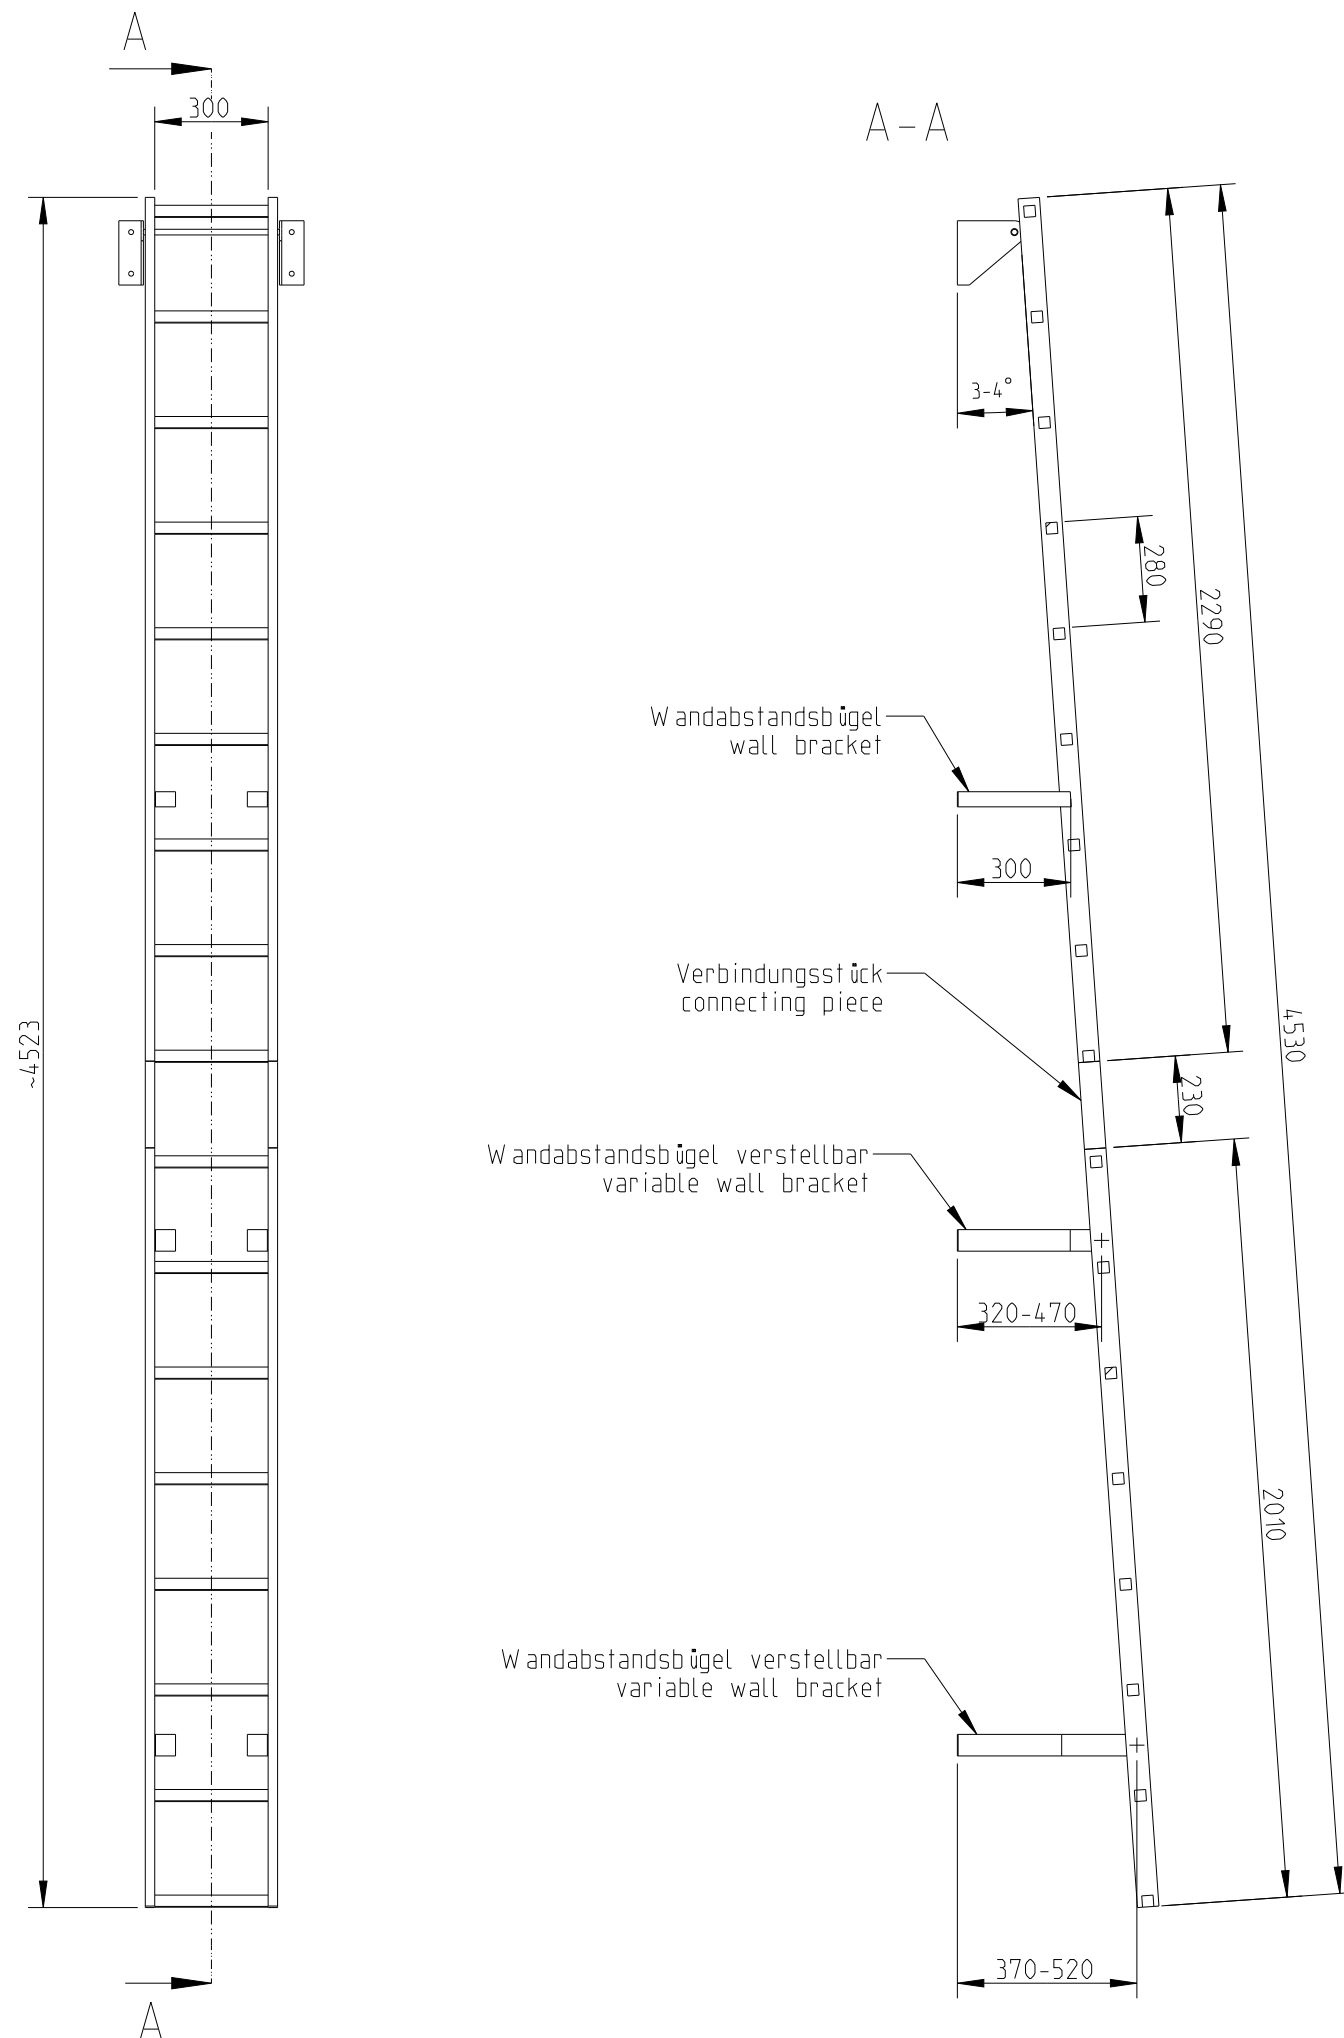 A
300
A-A
3-4°
280
2290
Wandabstandsbügel
wall bracket
300
Verbindungsstück
connecting piece
4530
~4523
230
Wandabstandsbügel verstellbar
variable wall bracket
320-470
2010
Wandabstandsbügel verstellbar
variable wall bracket
370-520
A